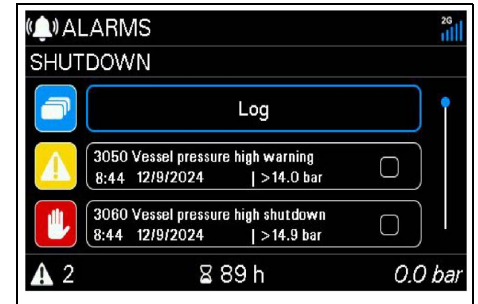 ALARMS 2G
SHUTDOWN
Log
3050 Vessel pressure high warning
8:44 12/9/2024 | >14.0 bar
3060 Vessel pressure high shutdown
8:44 12/9/2024 | >14.9 bar
2 89 h 0.0 bar